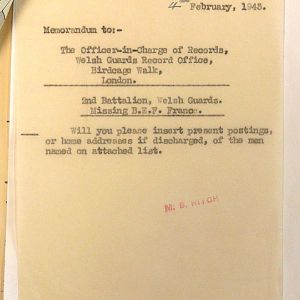 4th February, 1943.
Memorandum to:-
The Officer-in-Charge of Records,
Welsh Guards Record Office,
Birdcage Walk,
London.
2nd Battalion, Welsh Guards.
Missing B.E.F. France.
Will you please insert present postings,
or home addresses if discharged, of the men
named on attached list.
M. B. HITCH